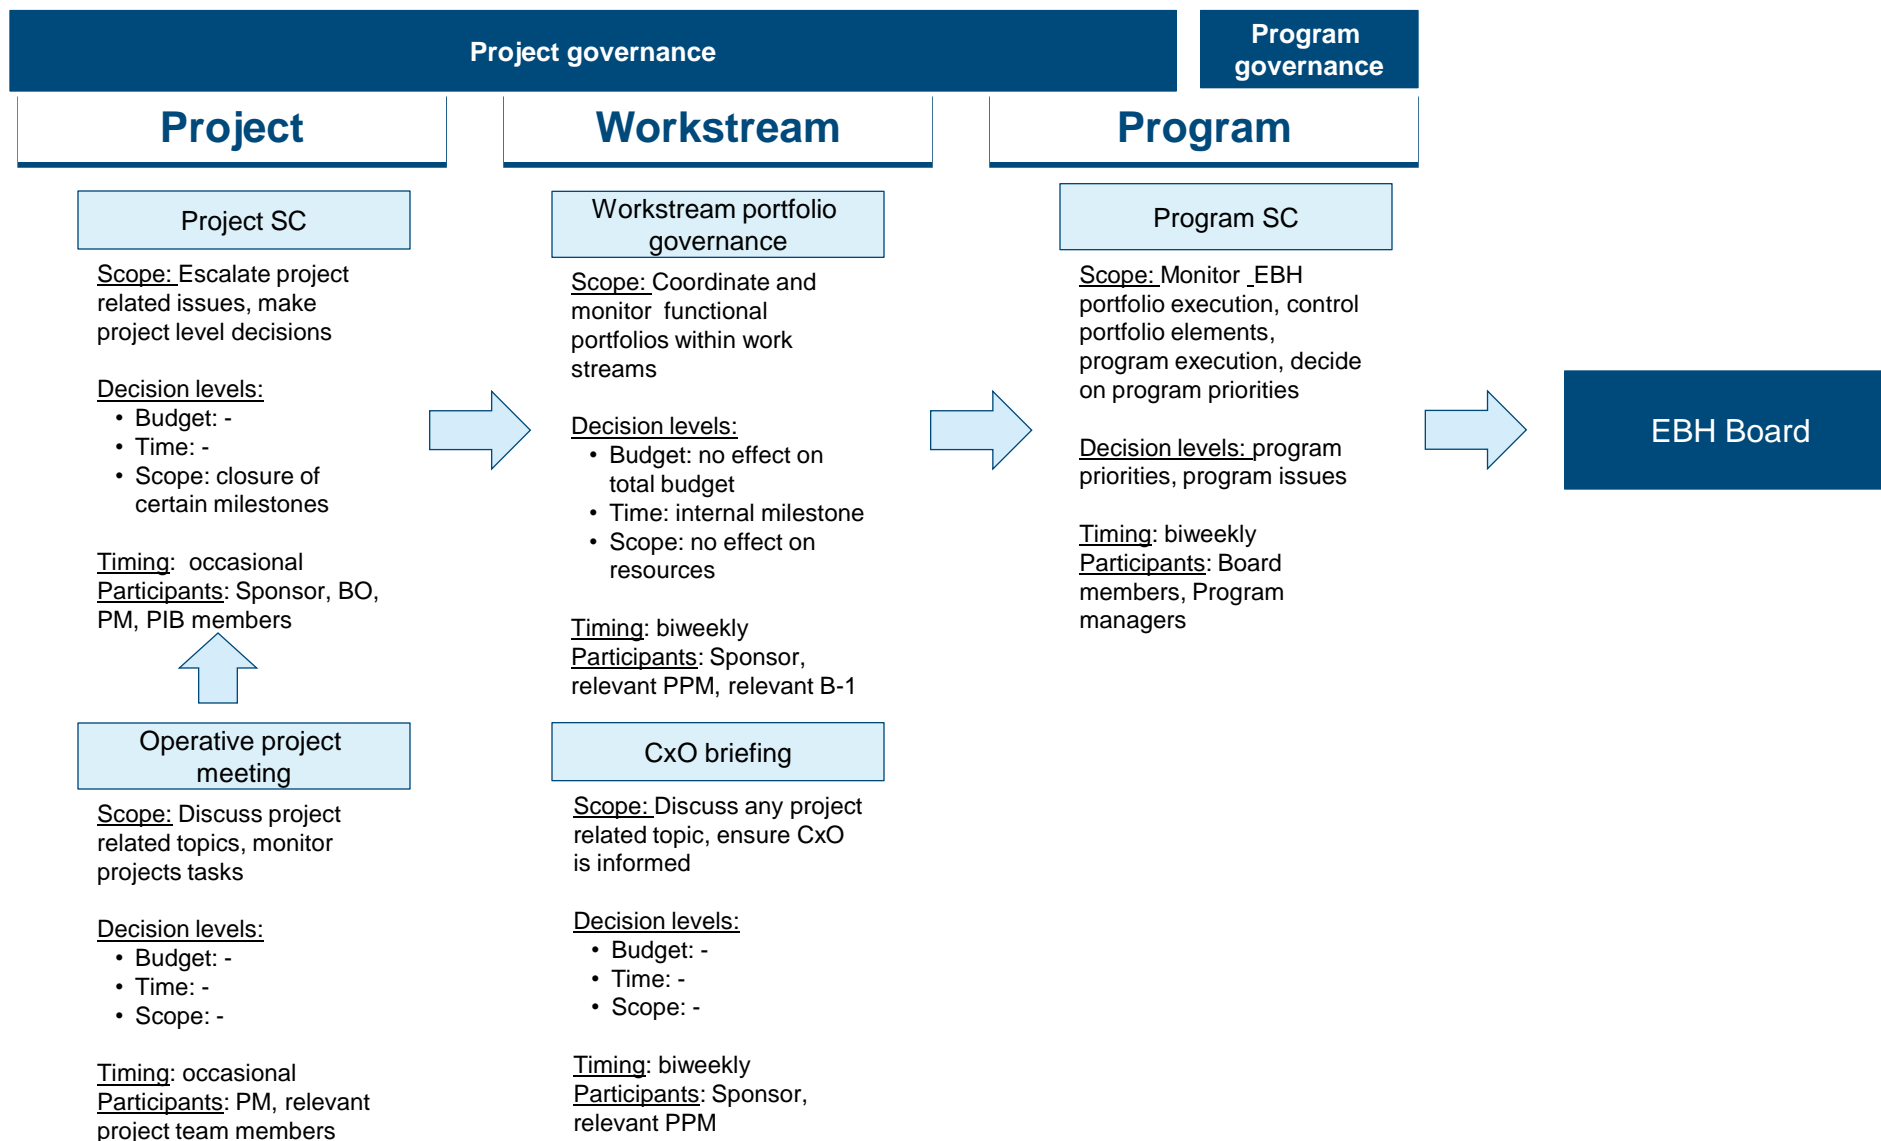 Project governance
Program
governance
Project
Workstream
Program
Project SC
Scope: Escalate project
related issues, make
project level decisions
Decision levels:
• Budget: -
• Time: -
• Scope: closure of
certain milestones
Timing:  occasional
Participants: Sponsor, BO,
PM, PIB members
Operative project
meeting
Scope: Discuss project
related topics, monitor
projects tasks
Decision levels:
• Budget: -
• Time: -
• Scope: -
Timing: occasional
Participants: PM, relevant
project team members
Workstream portfolio
governance
Scope: Coordinate and
monitor  functional
portfolios within work
streams
Decision levels:
• Budget: no effect on
total budget
• Time: internal milestone
• Scope: no effect on
resources
Timing: biweekly
Participants: Sponsor,
relevant PPM, relevant B-1
CxO briefing
Scope: Discuss any project
related topic, ensure CxO
is informed
Decision levels:
• Budget: -
• Time: -
• Scope: -
Timing: biweekly
Participants: Sponsor,
relevant PPM
Program SC
Scope: Monitor  EBH
portfolio execution, control
portfolio elements,
program execution, decide
on program priorities
Decision levels: program
priorities, program issues
Timing: biweekly
Participants: Board
members, Program
managers
EBH Board